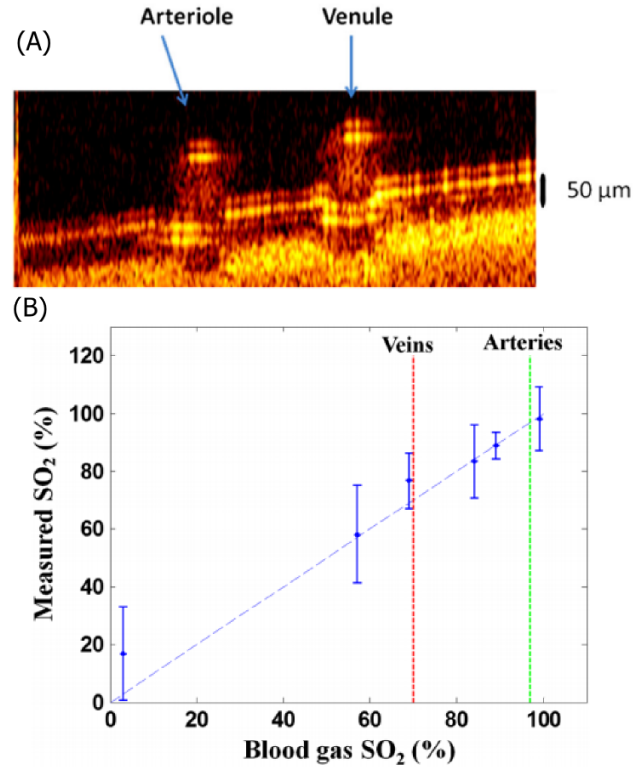 Arteriole Venule
(A)
50 µm
(B)
Veins Arteries
120
100
80
60
40
20
0
Measured SO₂ (%)
0 20 40 60 80 100
Blood gas SO₂ (%)